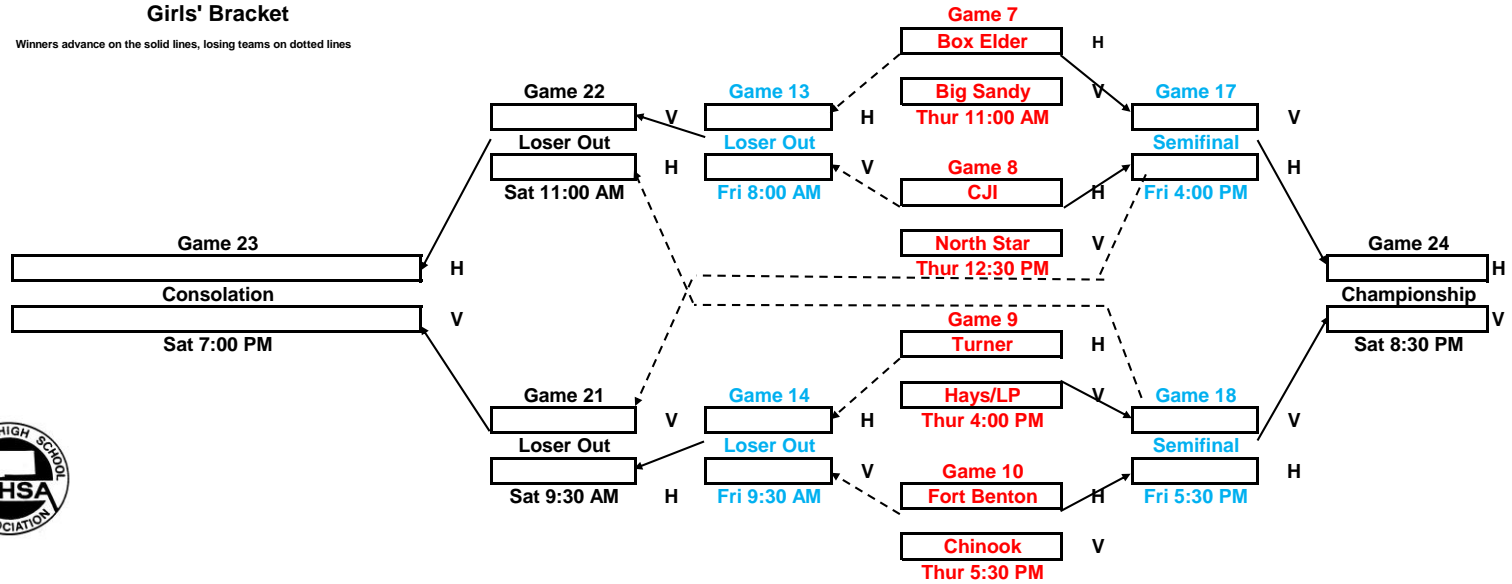 Girls' Bracket
Winners advance on the solid lines, losing teams on dotted lines
Game 7
Box Elder H
Big Sandy V
Thur 11:00 AM
Game 22
V
Loser Out
H
Sat 11:00 AM
Game 13
H
Loser Out
V
Fri 8:00 AM
Game 17
V
Semifinal
H
Fri 4:00 PM
Game 8
CJI H
North Star V
Thur 12:30 PM
Game 23
H
Consolation
V
Sat 7:00 PM
Game 24
H
Championship
V
Sat 8:30 PM
Game 9
Turner H
Hays/LP V
Thur 4:00 PM
Game 21
V
Loser Out
Sat 9:30 AM H
Game 14
H
Loser Out
V
Fri 9:30 AM
Game 18
V
Semifinal
H
Fri 5:30 PM
Game 10
Fort Benton H
Chinook V
Thur 5:30 PM
HIGH SCHOOL
HSA